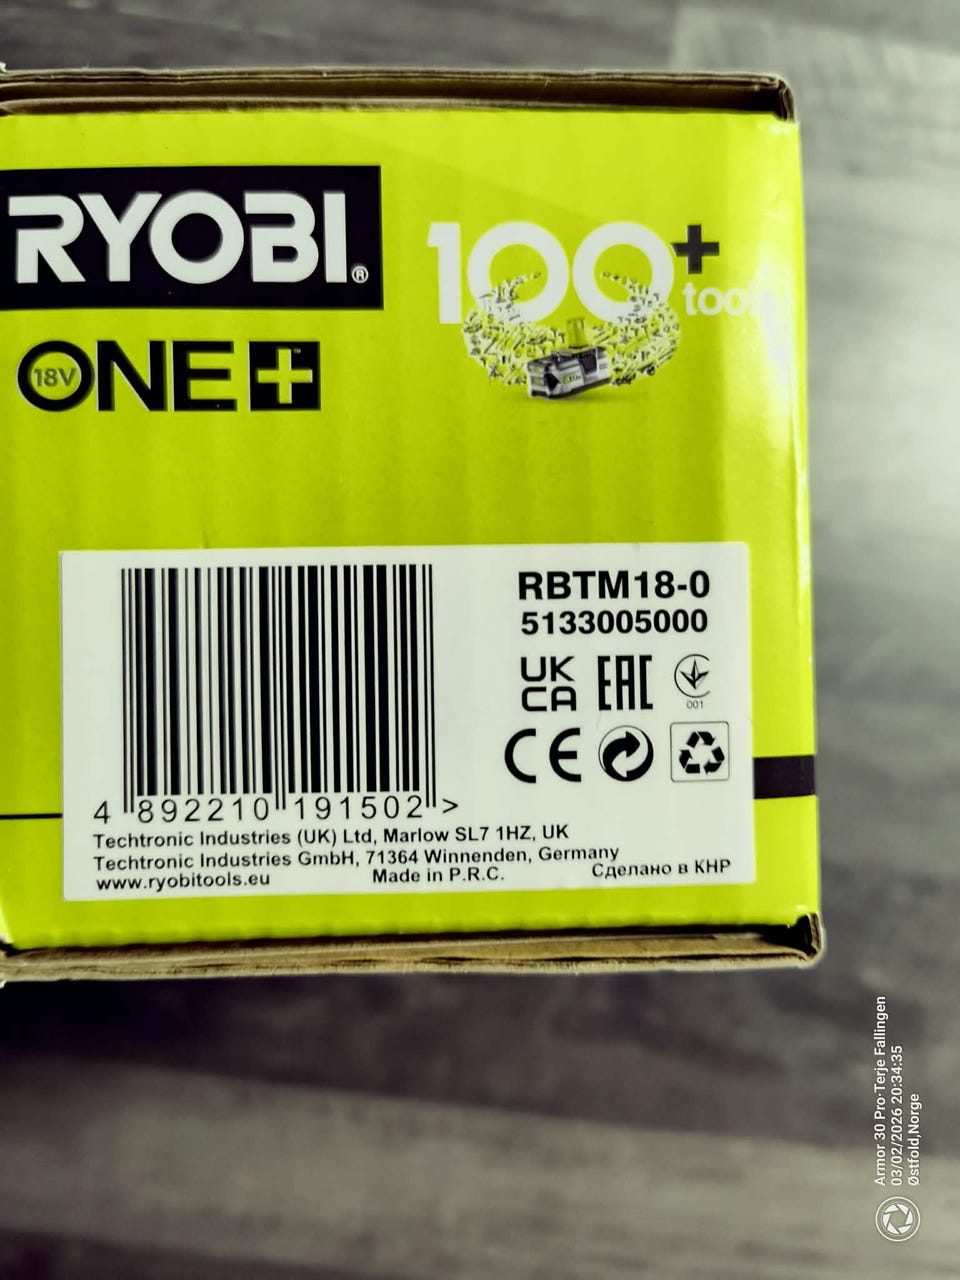 RYOBI®
18V ONE+™
100+
tools
RBTM18-0
5133005000
UK
CA
EAC
001
CE
4 892210 191502 >
Techtronic Industries (UK) Ltd, Marlow SL7 1HZ, UK
Techtronic Industries GmbH, 71364 Winnenden, Germany
www.ryobitools.eu Made in P.R.C. Сделано в КНР
Armor 30 Pro·Terje Fallingen
03/02/2026 20:34:35
Østfold,Norge